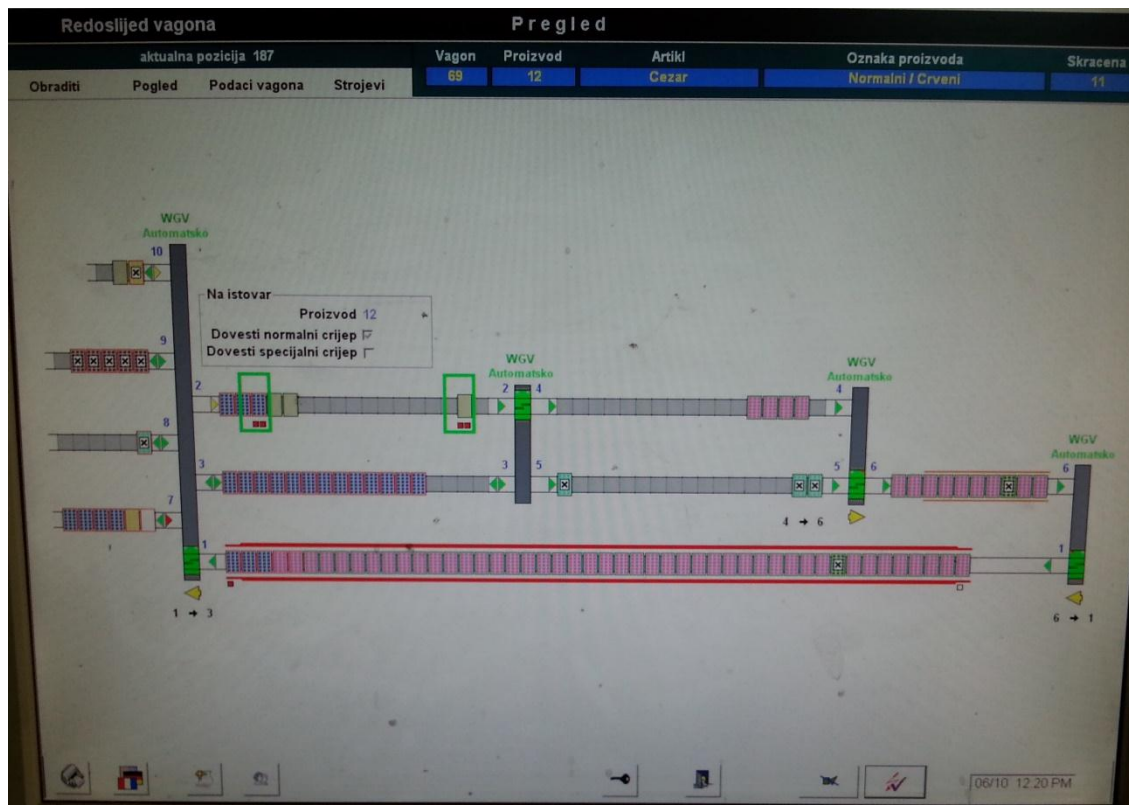 Redoslijed vagona
Pregled
aktualna pozicija 187
Vagon
Proizvod
Artikl
Oznaka proizvoda
Skracena
69
12
Cezar
Normalni / Crveni
11
Obraditi
Pogled
Podaci vagona
Strojevi
WGV
Automatsko
10
Na istovar
Proizvod 12
Dovesti normalni crijep
Dovesti specijalni crijep
9
WGV
Automatsko
WGV
Automatsko
2
2
4
4
8
WGV
Automatsko
3
3
5
5
6
6
7
4 → 6
1
1
1 → 3
6 → 1
06/10 12:20 PM